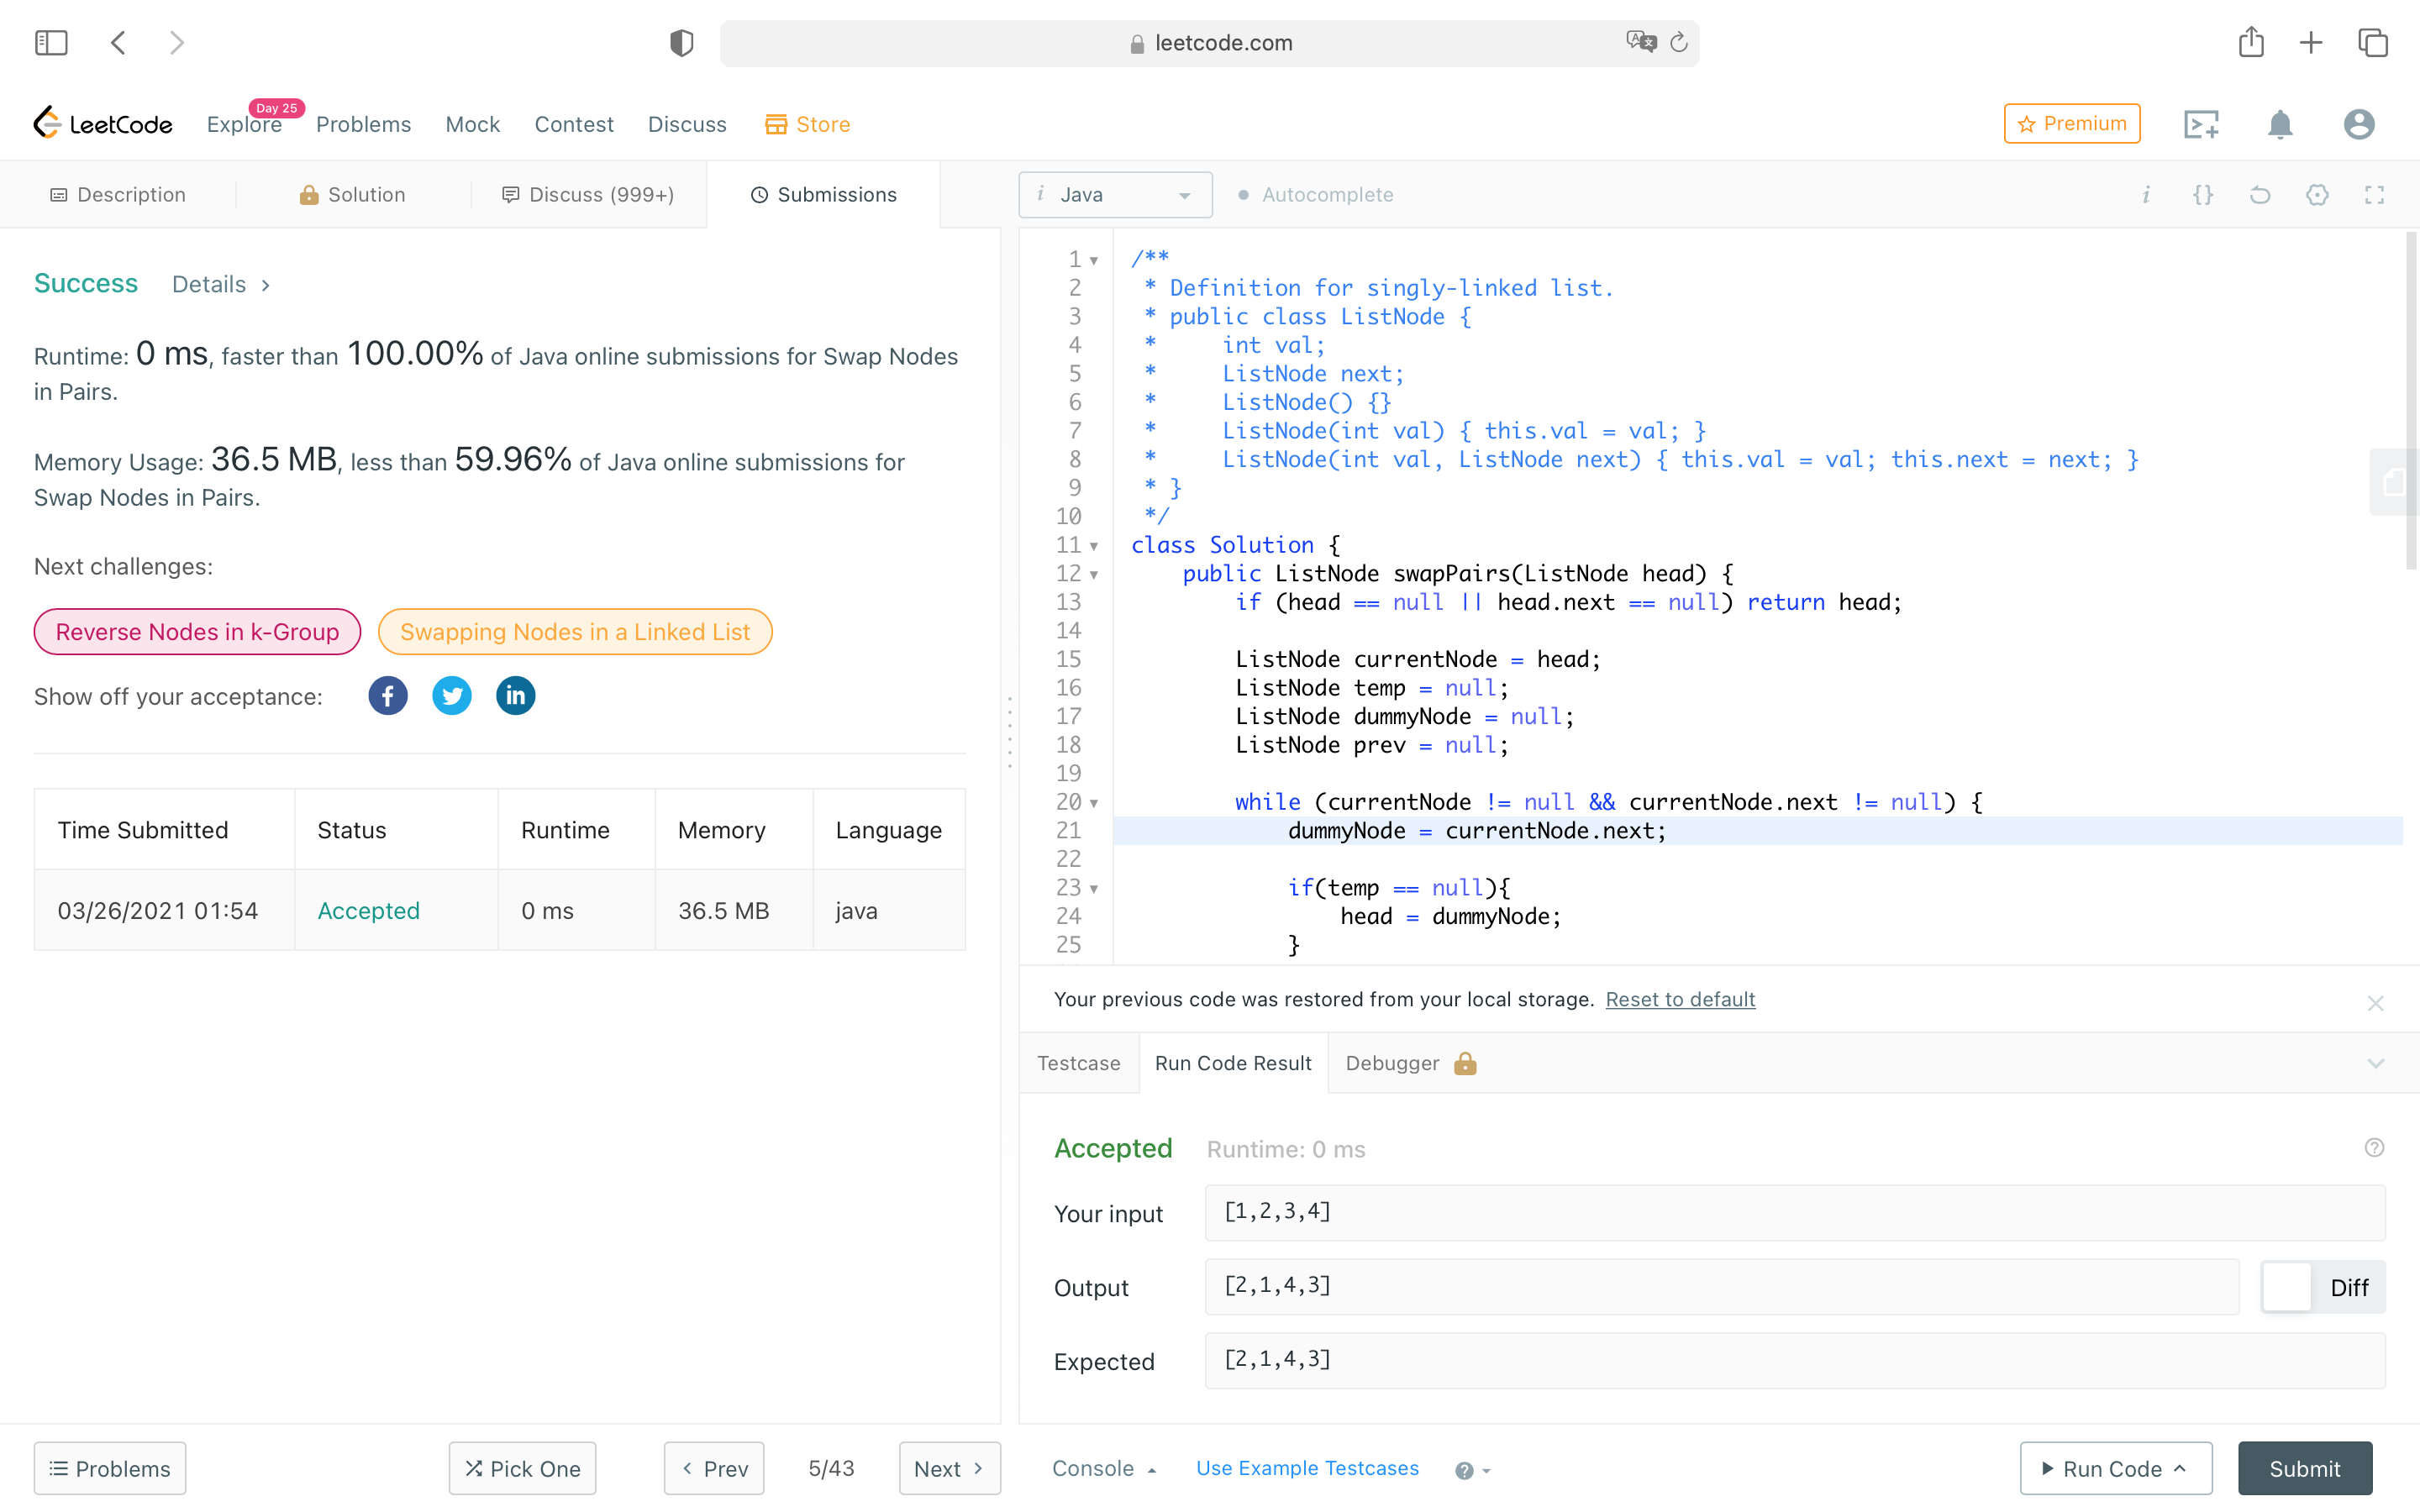 leetcode.com
LeetCode
Explore
Day 25
Problems
Mock
Contest
Discuss
Store
Premium
Description
Solution
Discuss (999+)
Submissions
i Java
Autocomplete
Success Details
Runtime: 0 ms, faster than 100.00% of Java online submissions for Swap Nodes
in Pairs.
Memory Usage: 36.5 MB, less than 59.96% of Java online submissions for
Swap Nodes in Pairs.
Next challenges:
Reverse Nodes in k-Group
Swapping Nodes in a Linked List
Show off your acceptance:
Time Submitted Status Runtime Memory Language
03/26/2021 01:54 Accepted 0 ms 36.5 MB java
1 /**
2 * Definition for singly-linked list.
3 * public class ListNode {
4 *     int val;
5 *     ListNode next;
6 *     ListNode() {}
7 *     ListNode(int val) { this.val = val; }
8 *     ListNode(int val, ListNode next) { this.val = val; this.next = next; }
9 * }
10 */
11 class Solution {
12     public ListNode swapPairs(ListNode head) {
13         if (head == null || head.next == null) return head;
14
15         ListNode currentNode = head;
16         ListNode temp = null;
17         ListNode dummyNode = null;
18         ListNode prev = null;
19
20         while (currentNode != null && currentNode.next != null) {
21             dummyNode = currentNode.next;
22
23             if(temp == null){
24                 head = dummyNode;
25             }
Your previous code was restored from your local storage. Reset to default
Testcase
Run Code Result
Debugger
Accepted Runtime: 0 ms
Your input [1,2,3,4]
Output [2,1,4,3] Diff
Expected [2,1,4,3]
Problems
Pick One
Prev
5/43
Next
Console
Use Example Testcases
Run Code
Submit